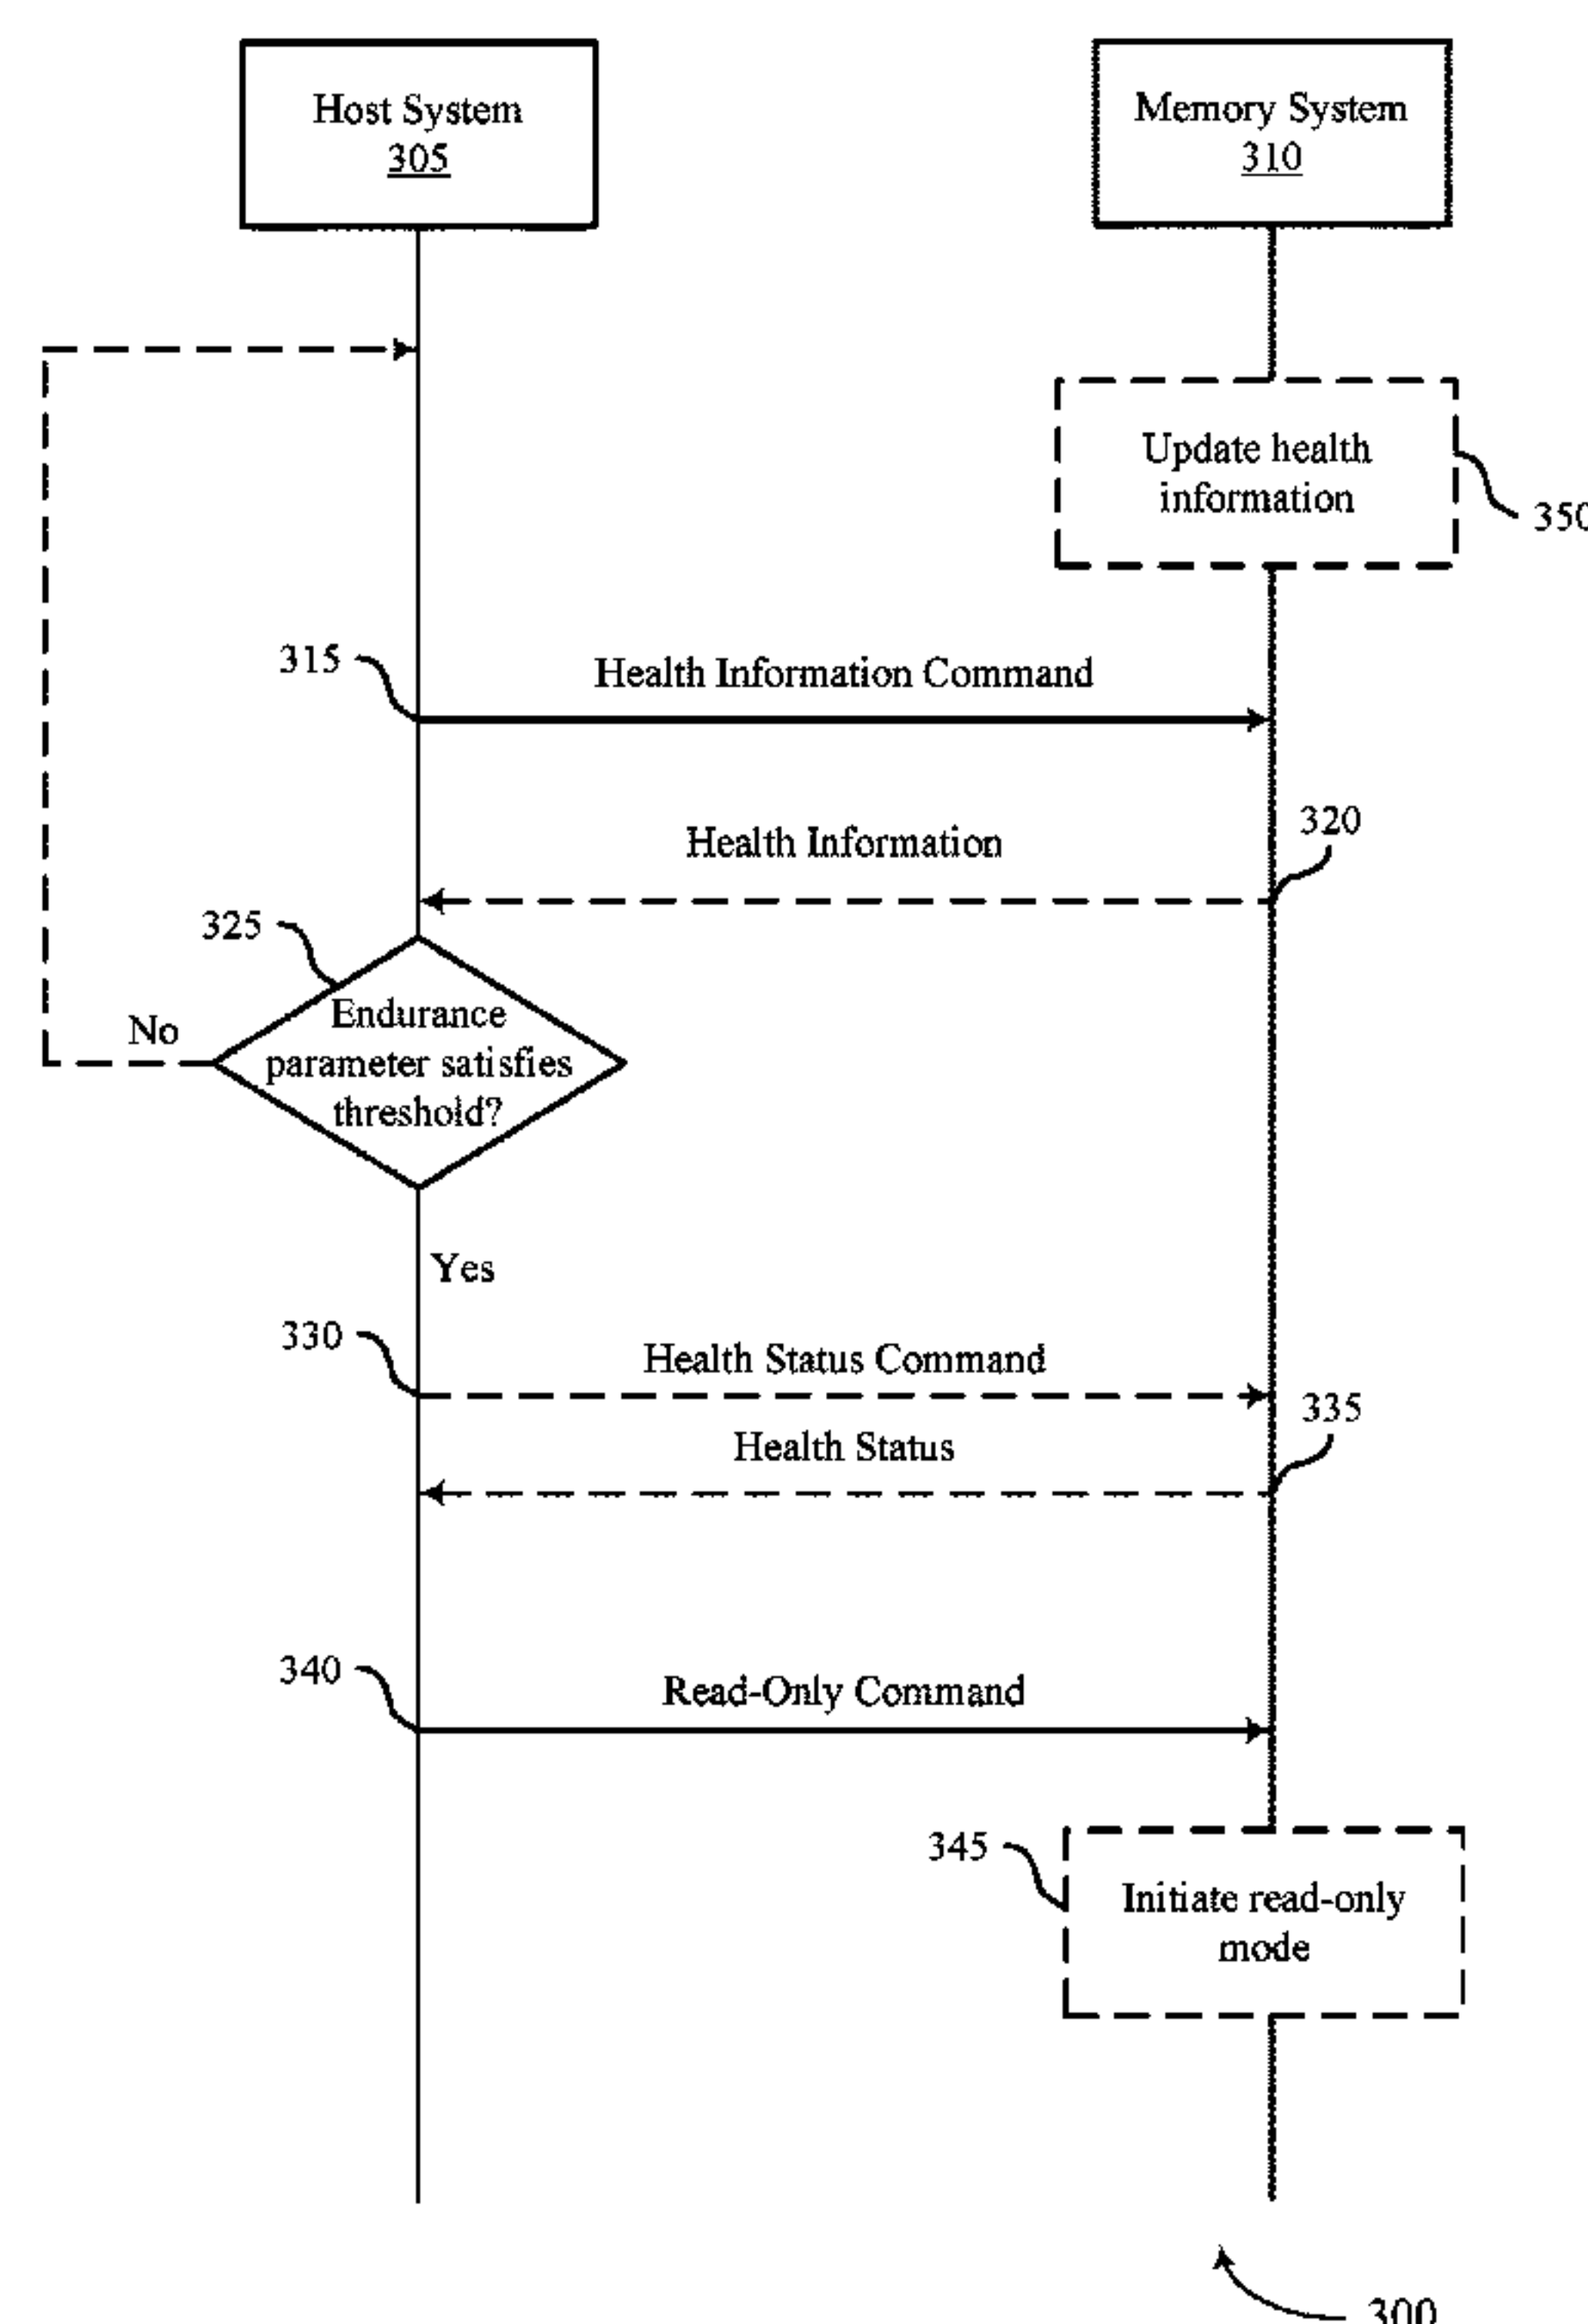 Host System
305
Memory System
310
Update health
information
350
315
Health Information Command
320
Health Information
325
Endurance
parameter satisfies
threshold?
No
Yes
330
Health Status Command
335
Health Status
340
Read-Only Command
345
Initiate read-only
mode
300